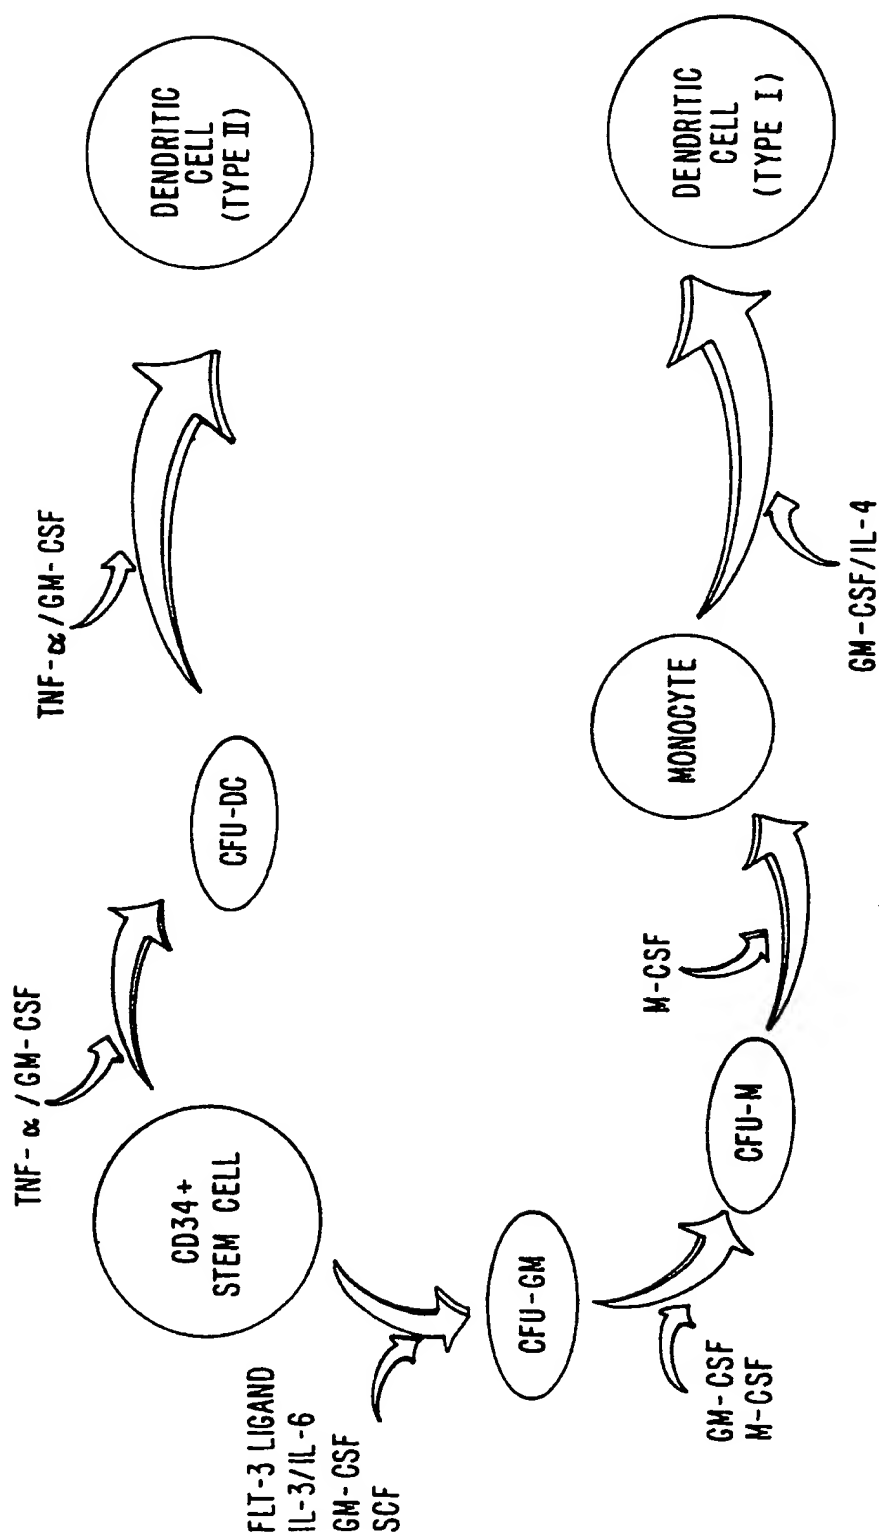 TNF-α/GM-CSF
TNF-α/GM-CSF
CD34+
STEM CELL
CFU-DC
DENDRITIC
CELL
(TYPE II)
FLT-3 LIGAND
IL-3/IL-6
GM-CSF
SCF
CFU-GM
GM-CSF
M-CSF
CFU-M
M-CSF
MONOCYTE
GM-CSF/IL-4
DENDRITIC
CELL
(TYPE I)